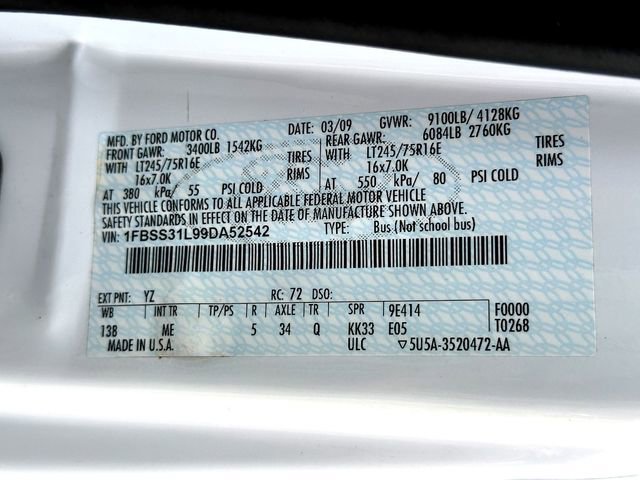 MFD. BY FORD MOTOR CO.
DATE: 03/09 GVWR: 9100LB/ 4128KG
FRONT GAWR: 3400LB 1542KG
REAR GAWR: 6084LB 2760KG
WITH LT245/75R16E TIRES
16x7.0K RIMS
AT 380 kPa/ 55 PSI COLD
WITH LT245/75R16E TIRES
16x7.0K RIMS
AT 550 kPa/ 80 PSI COLD
THIS VEHICLE CONFORMS TO ALL APPLICABLE FEDERAL MOTOR VEHICLE
SAFETY STANDARDS IN EFFECT ON THE DATE OF MANUFACTURE SHOWN ABOVE.
VIN: 1FBSS31L99DA52542 TYPE: Bus (Not school Bus)
EXT PNT: YZ RC: 72 DSO:
WB INT TR TP/PS R AXLE TR SPR 9E414 F0000
138 ME 5 34 Q KK33 E05 T0268
MADE IN U.S.A. ULC ▽5U5A-3520472-AA